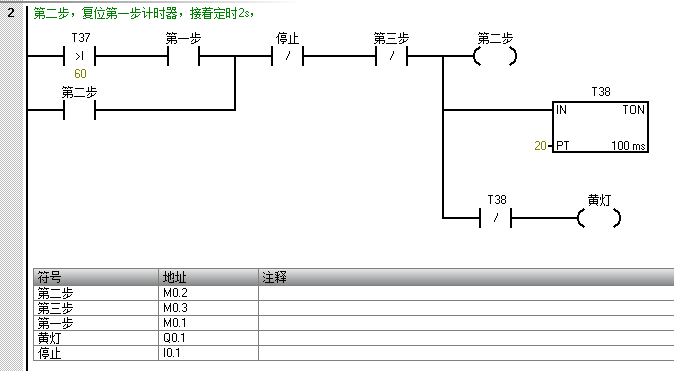 2
第二步，复位第一步计时器，接着定时2s，
T37 第一步 停止 第三步 第二步
>I / /
60
第二步
T38
IN TON
20 PT 100 ms
T38 黄灯
/
符号 地址 注释
第二步 M0.2
第三步 M0.3
第一步 M0.1
黄灯 Q0.1
停止 I0.1